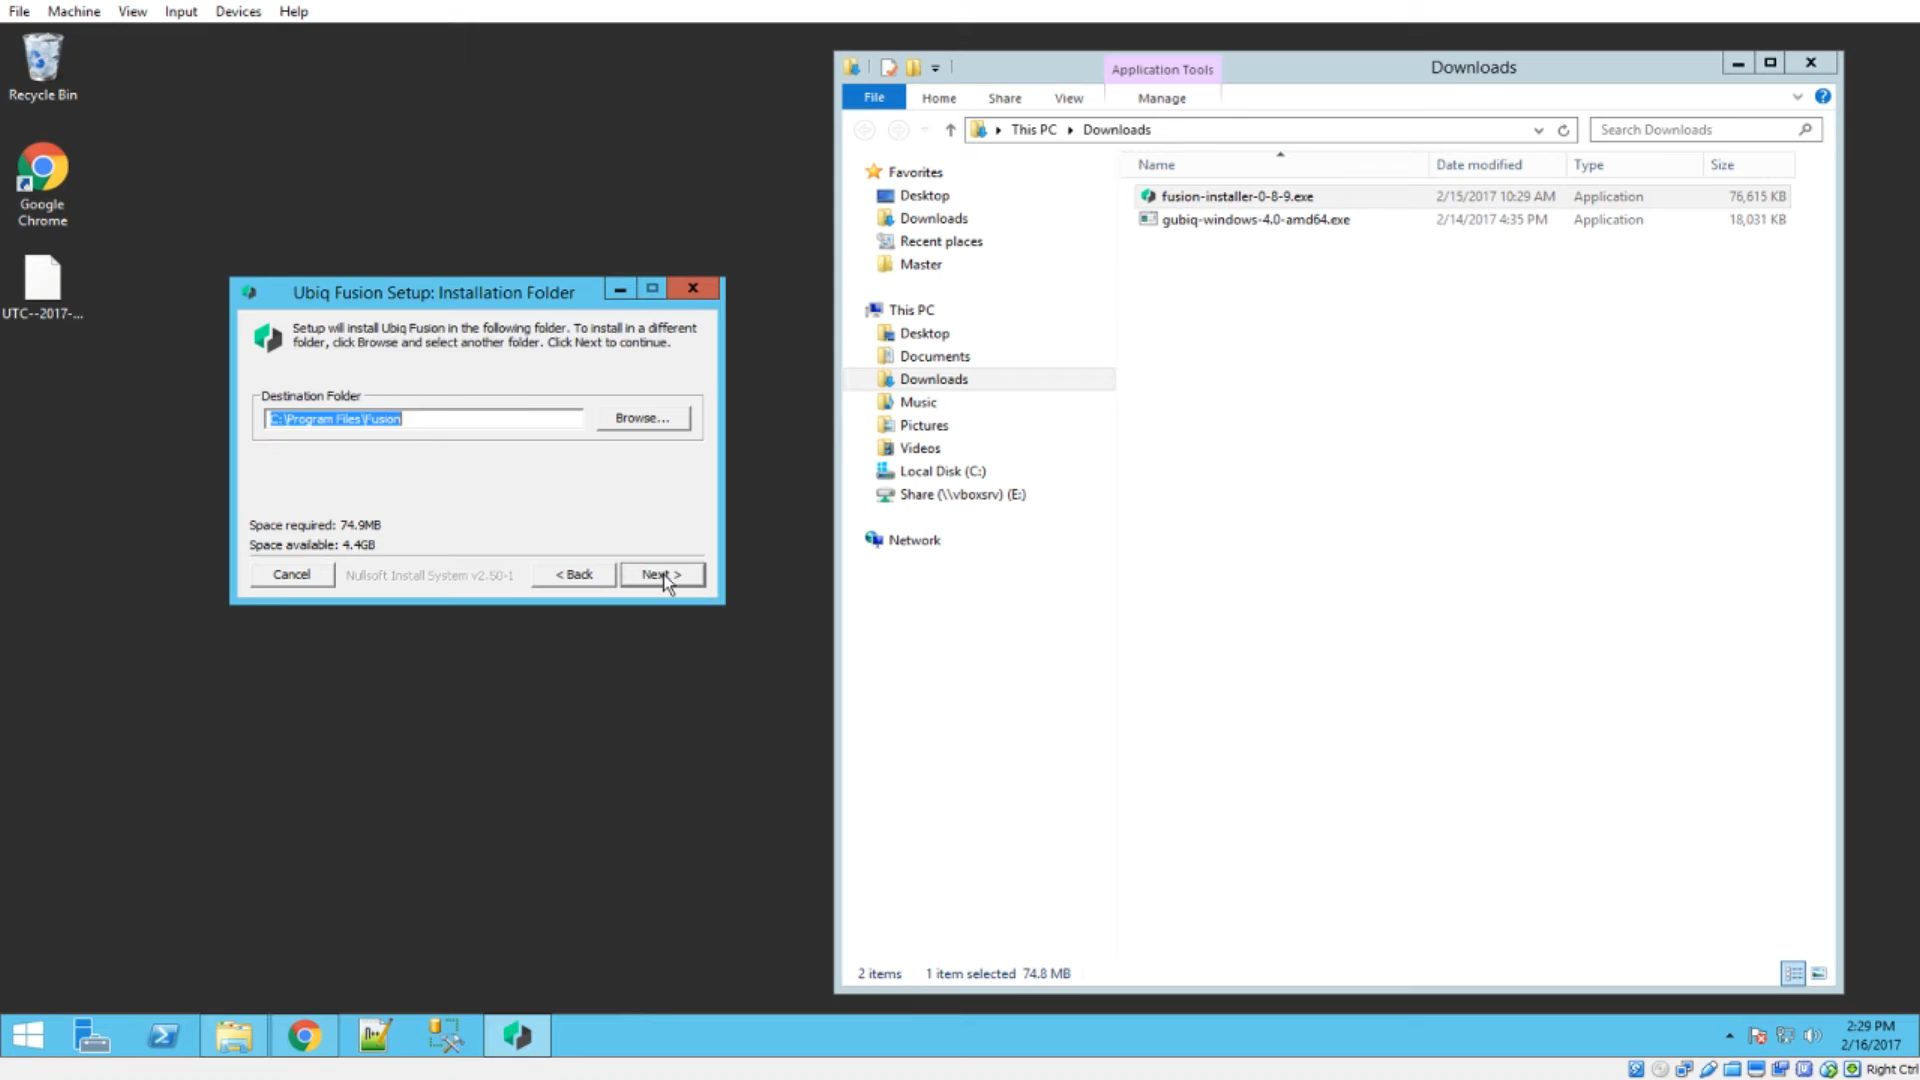 File Machine View Input Devices Help
Recycle Bin
Google
Chrome
UTC--2017-...
Ubiq Fusion Setup: Installation Folder
Setup will install Ubiq Fusion in the following folder. To install in a different
folder, click Browse and select another folder. Click Next to continue.
Destination Folder
C:\Program Files\Fusion
Browse...
Space required: 74.9MB
Space available: 4.4GB
Cancel
Nullsoft Install System v2.50-1
< Back
Next >
Application Tools
Downloads
File Home Share View Manage
This PC Downloads
Search Downloads
Name Date modified Type Size
fusion-installer-0-8-9.exe 2/15/2017 10:29 AM Application 76,615 KB
gubiq-windows-4.0-amd64.exe 2/14/2017 4:35 PM Application 18,031 KB
Favorites
Desktop
Downloads
Recent places
Master
This PC
Desktop
Documents
Downloads
Music
Pictures
Videos
Local Disk (C:)
Share (\\vboxsrv) (E:)
Network
2 items 1 item selected 74.8 MB
2:29 PM
2/16/2017
Right Ctrl